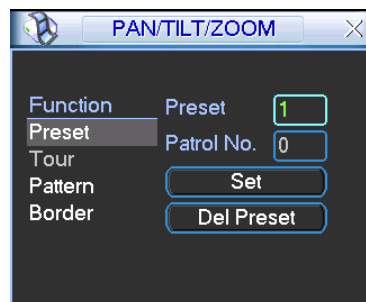 PAN/TILT/ZOOM
Function
Preset
Tour
Pattern
Border
Preset 1
Patrol No. 0
Set
Del Preset